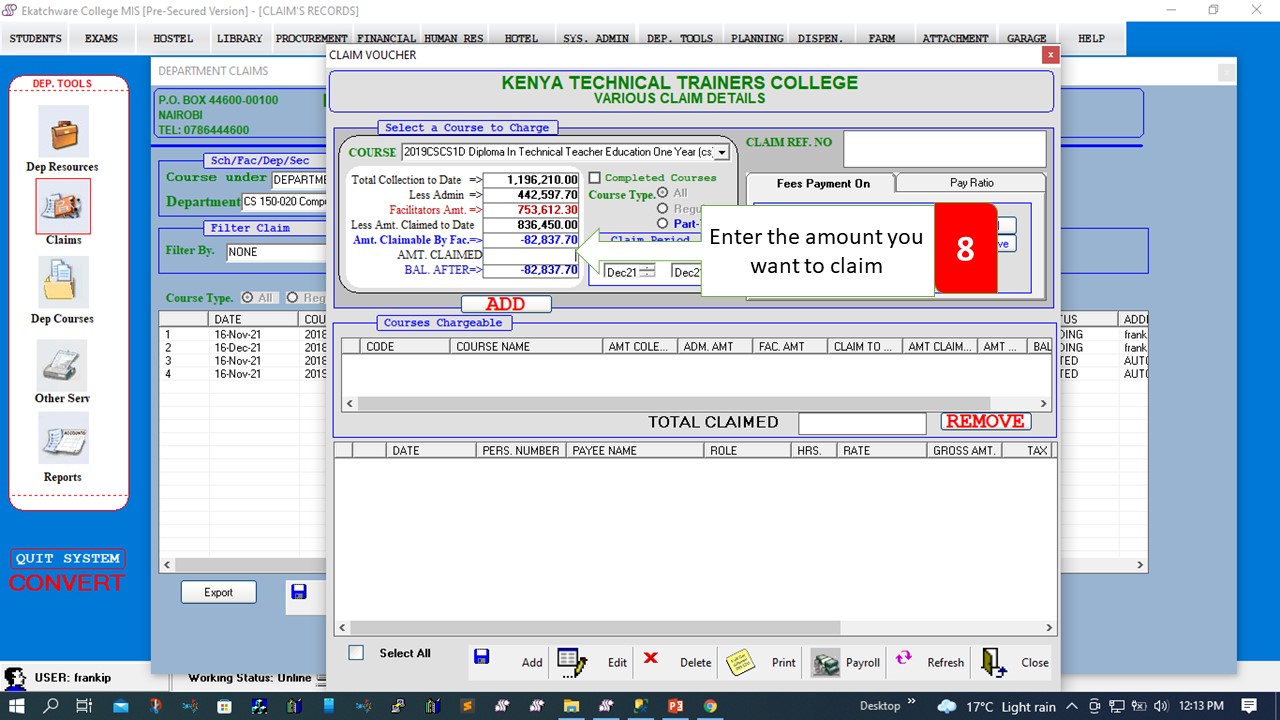 Ekatchware College MIS [Pre-Secured Version] - [CLAIM'S RECORDS]
STUDENTS EXAMS HOSTEL LIBRARY PROCUREMENT FINANCIAL HUMAN RES HOTEL SYS. ADMIN DEP. TOOLS PLANNING DISPEN. FARM ATTACHMENT GARAGE HELP
DEP. TOOLS
Dep Resources
Claims
Dep Courses
Other Serv
Reports
QUIT SYSTEM
CONVERT
DEPARTMENT CLAIMS
P.O. BOX 44600-00100
NAIROBI
TEL: 0786444600
Sch/Fac/Dep/Sec
Course under DEPARTME
Department CS 150-020 Comp
Filter Claim
Filter By. NONE
Course Type. All Reg
DATE COU
1 16-Nov-21 2018
2 16-Dec-21 2018
3 16-Nov-21 2019
4 16-Nov-21 2019
TUS ADDI
DING frank
DING frank
TED AUT
TED AUT
Export
CLAIM VOUCHER
KENYA TECHNICAL TRAINERS COLLEGE
VARIOUS CLAIM DETAILS
Select a Course to Charge
COURSE 2019CSCS1D Diploma In Technical Teacher Education One Year (cs
Total Collection to Date => 1,196,210.00
Less Admin => 442,597.70
Facilitators Amt. => 753,612.30
Less Amt. Claimed to Date 836,450.00
Amt. Claimable By Fac.=> -82,837.70
AMT. CLAIMED
BAL. AFTER=> -82,837.70
Completed Courses
Course Type. All
Regu
Part-
Claim Period
Dec21 Dec2
CLAIM REF. NO
Fees Payment On Pay Ratio
ve
Enter the amount you
want to claim
8
ADD
Courses Chargeable
CODE COURSE NAME AMT COLE... ADM. AMT FAC. AMT CLAIM TO ... AMT CLAIM... AMT ... BAL
TOTAL CLAIMED REMOVE
DATE PERS. NUMBER PAYEE NAME ROLE HRS. RATE GROSS AMT. TAX
Select All Add Edit Delete Print Payroll Refresh Close
USER: frankip Working Status: Online
Desktop 17°C Light rain 12:13 PM